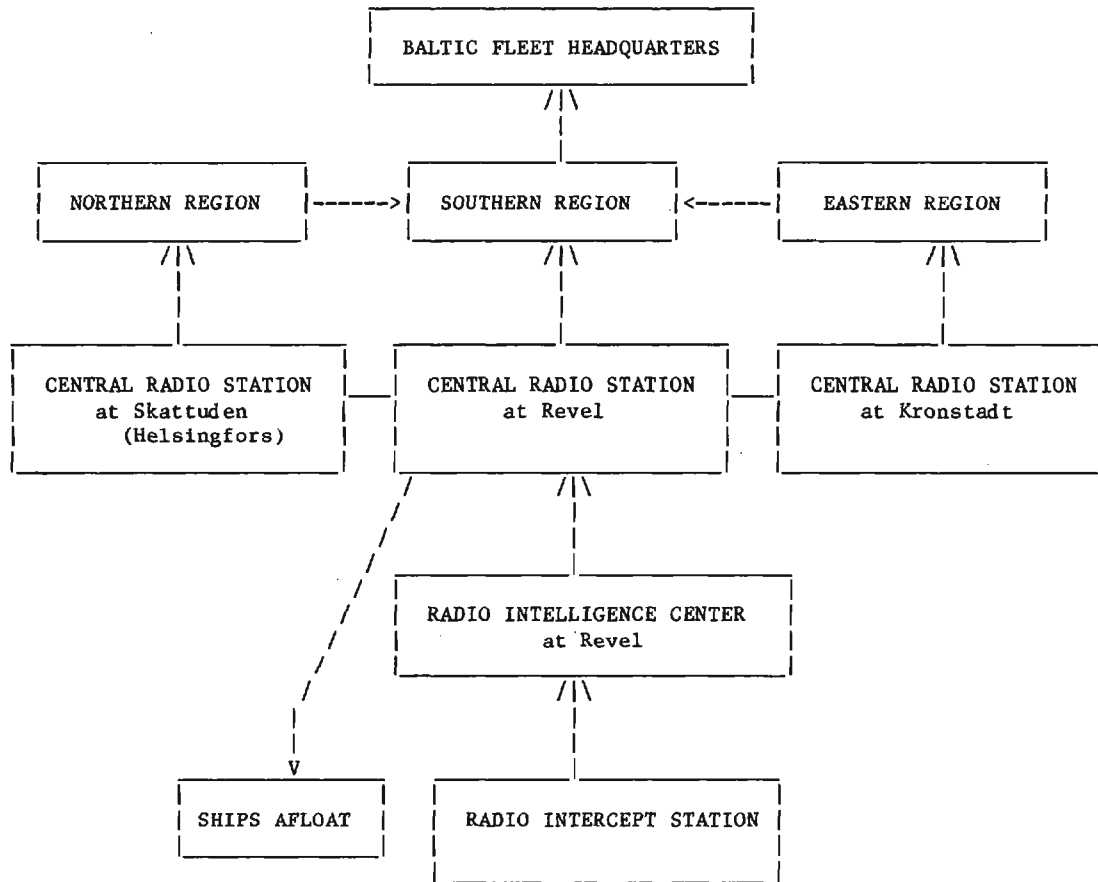 BALTIC FLEET HEADQUARTERS
NORTHERN REGION
SOUTHERN REGION
EASTERN REGION
CENTRAL RADIO STATION
at Skattuden
(Helsingfors)
CENTRAL RADIO STATION
at Revel
CENTRAL RADIO STATION
at Kronstadt
RADIO INTELLIGENCE CENTER
at Revel
SHIPS AFLOAT
RADIO INTERCEPT STATION